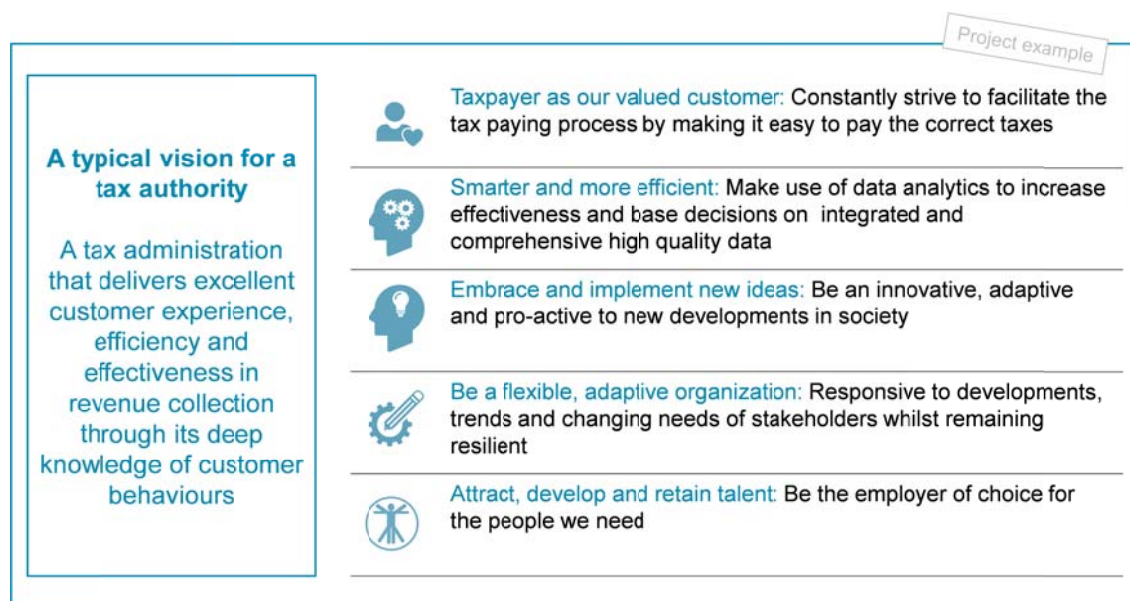 Project example
A typical vision for a
tax authority
A tax administration
that delivers excellent
customer experience,
efficiency and
effectiveness in
revenue collection
through its deep
knowledge of customer
behaviours
Taxpayer as our valued customer: Constantly strive to facilitate the
tax paying process by making it easy to pay the correct taxes
Smarter and more efficient: Make use of data analytics to increase
effectiveness and base decisions on integrated and
comprehensive high quality data
Embrace and implement new ideas: Be an innovative, adaptive
and pro-active to new developments in society
Be a flexible, adaptive organization: Responsive to developments,
trends and changing needs of stakeholders whilst remaining
resilient
Attract, develop and retain talent: Be the employer of choice for
the people we need